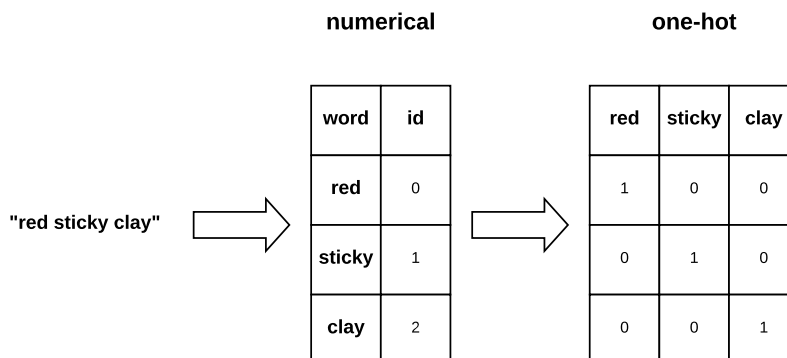 numerical
one-hot
word id
red 0
sticky 1
clay 2
red sticky clay
1 0 0
0 1 0
0 0 1
"red sticky clay"